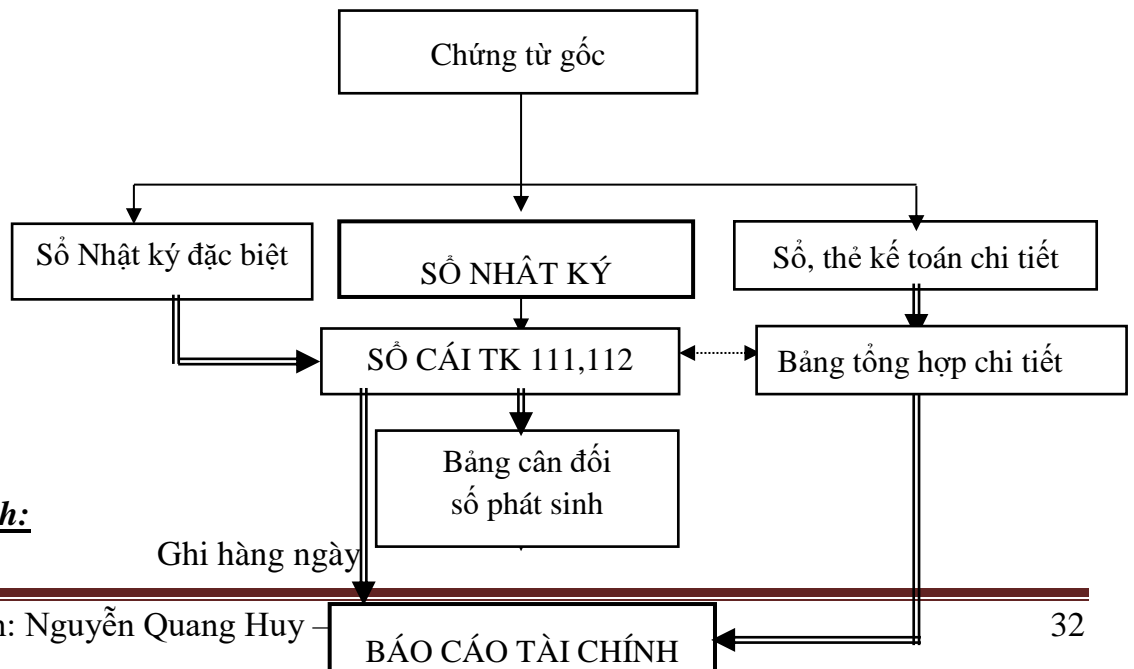 Chứng từ gốc
Sổ Nhật ký đặc biệt
SỔ NHÂT KÝ
Sổ, thẻ kế toán chi tiết
SỔ CÁI TK 111,112
Bảng tổng hợp chi tiết
Bảng cân đối
số phát sinh
h:
Ghi hàng ngày
n: Nguyễn Quang Huy –
32
BÁO CÁO TÀI CHÍNH